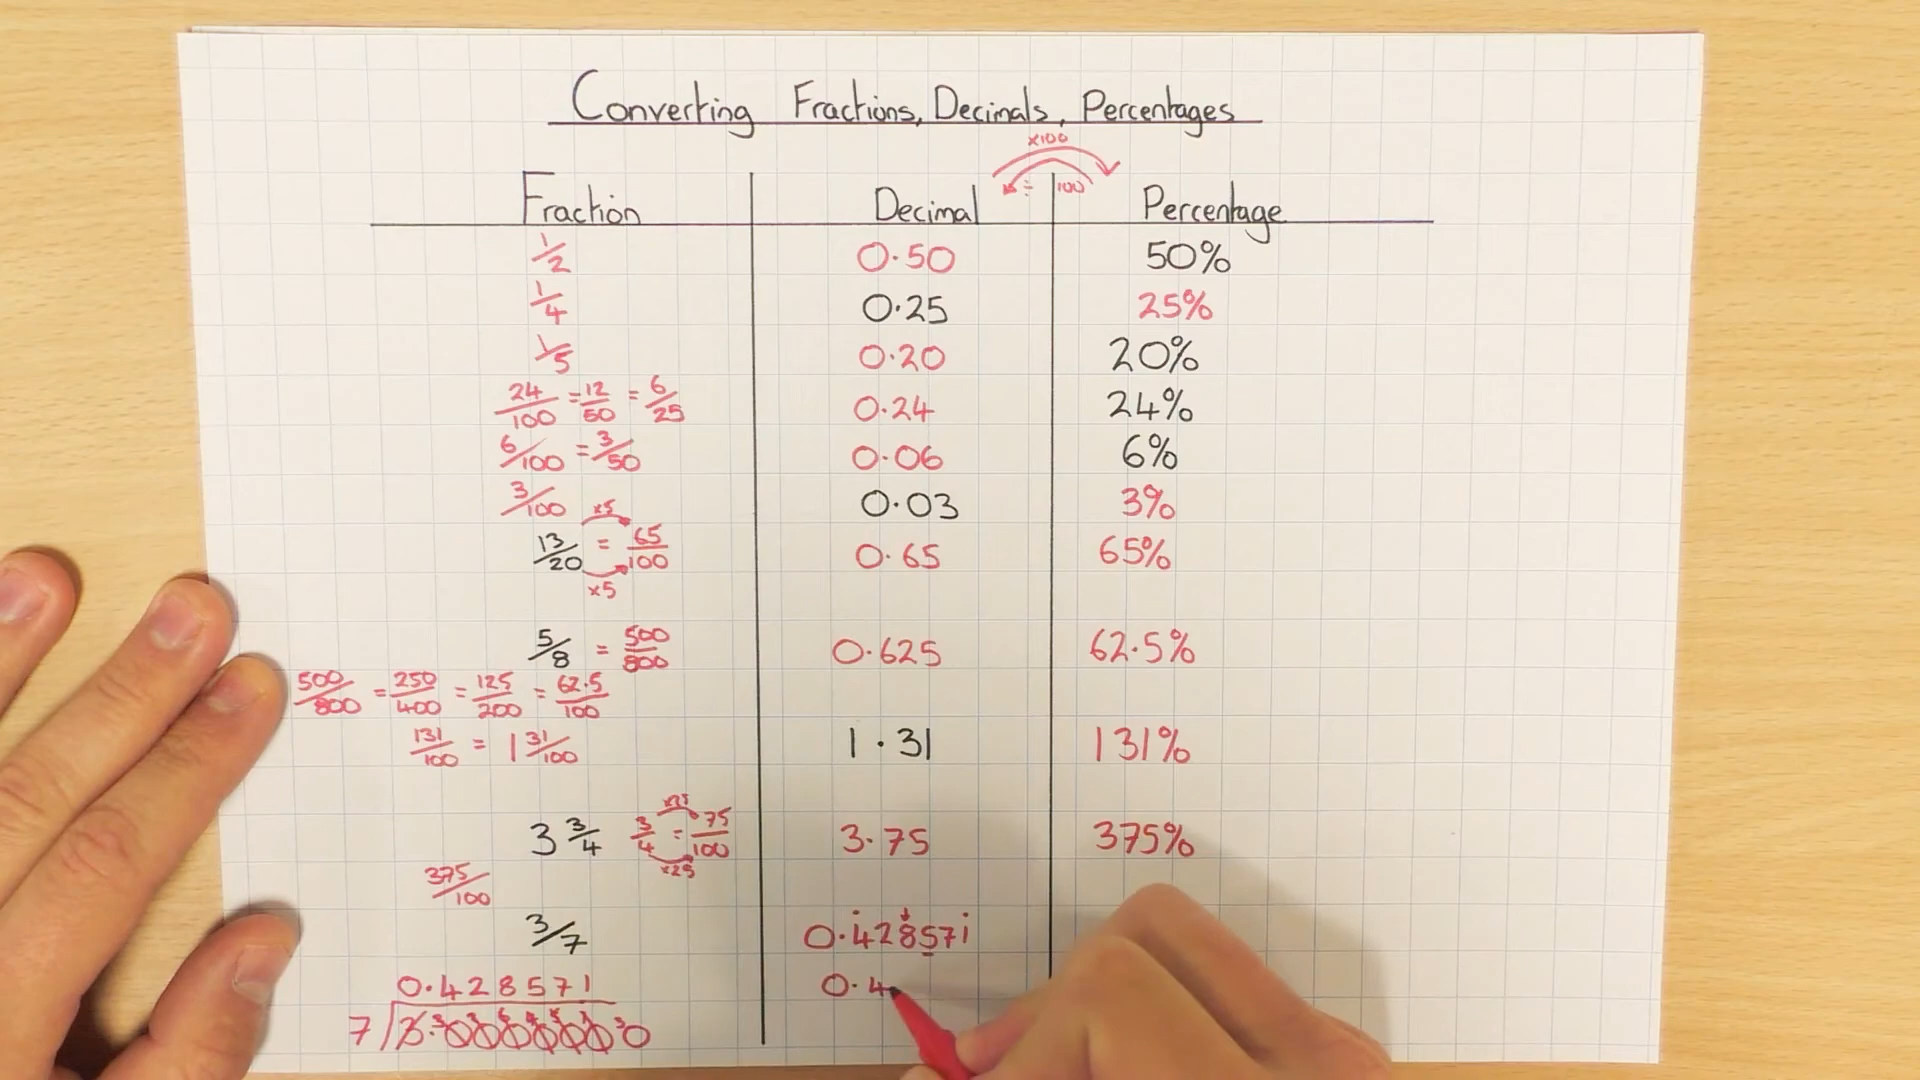 Converting Fractions, Decimals, Percentages
×100
÷ 100
Fraction Decimal Percentage
1/2 0.50 50%
1/4 0.25 25%
1/5 0.20 20%
24/100 = 12/50 = 6/25 0.24 24%
6/100 = 3/50 0.06 6%
3/100 0.03 3%
×5
13/20 = 65/100 0.65 65%
×5
5/8 = 500/800 0.625 62.5%
500/800 = 250/400 = 125/200 = 62.5/100
131/100 = 1 31/100 1.31 131%
×25
3 3/4 3/4 = 75/100 3.75 375%
×25
375/100
3/7 0.4̇28571̇
0.428571 0.4
7